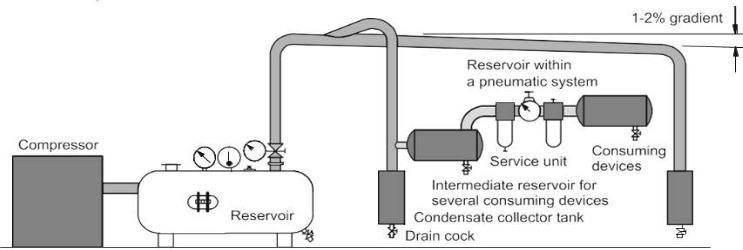 1-2% gradient
Reservoir within
a pneumatic system
Compressor
Service unit
Consuming
devices
Intermediate reservoir for
several consuming devices
Reservoir
Condensate collector tank
Drain cock